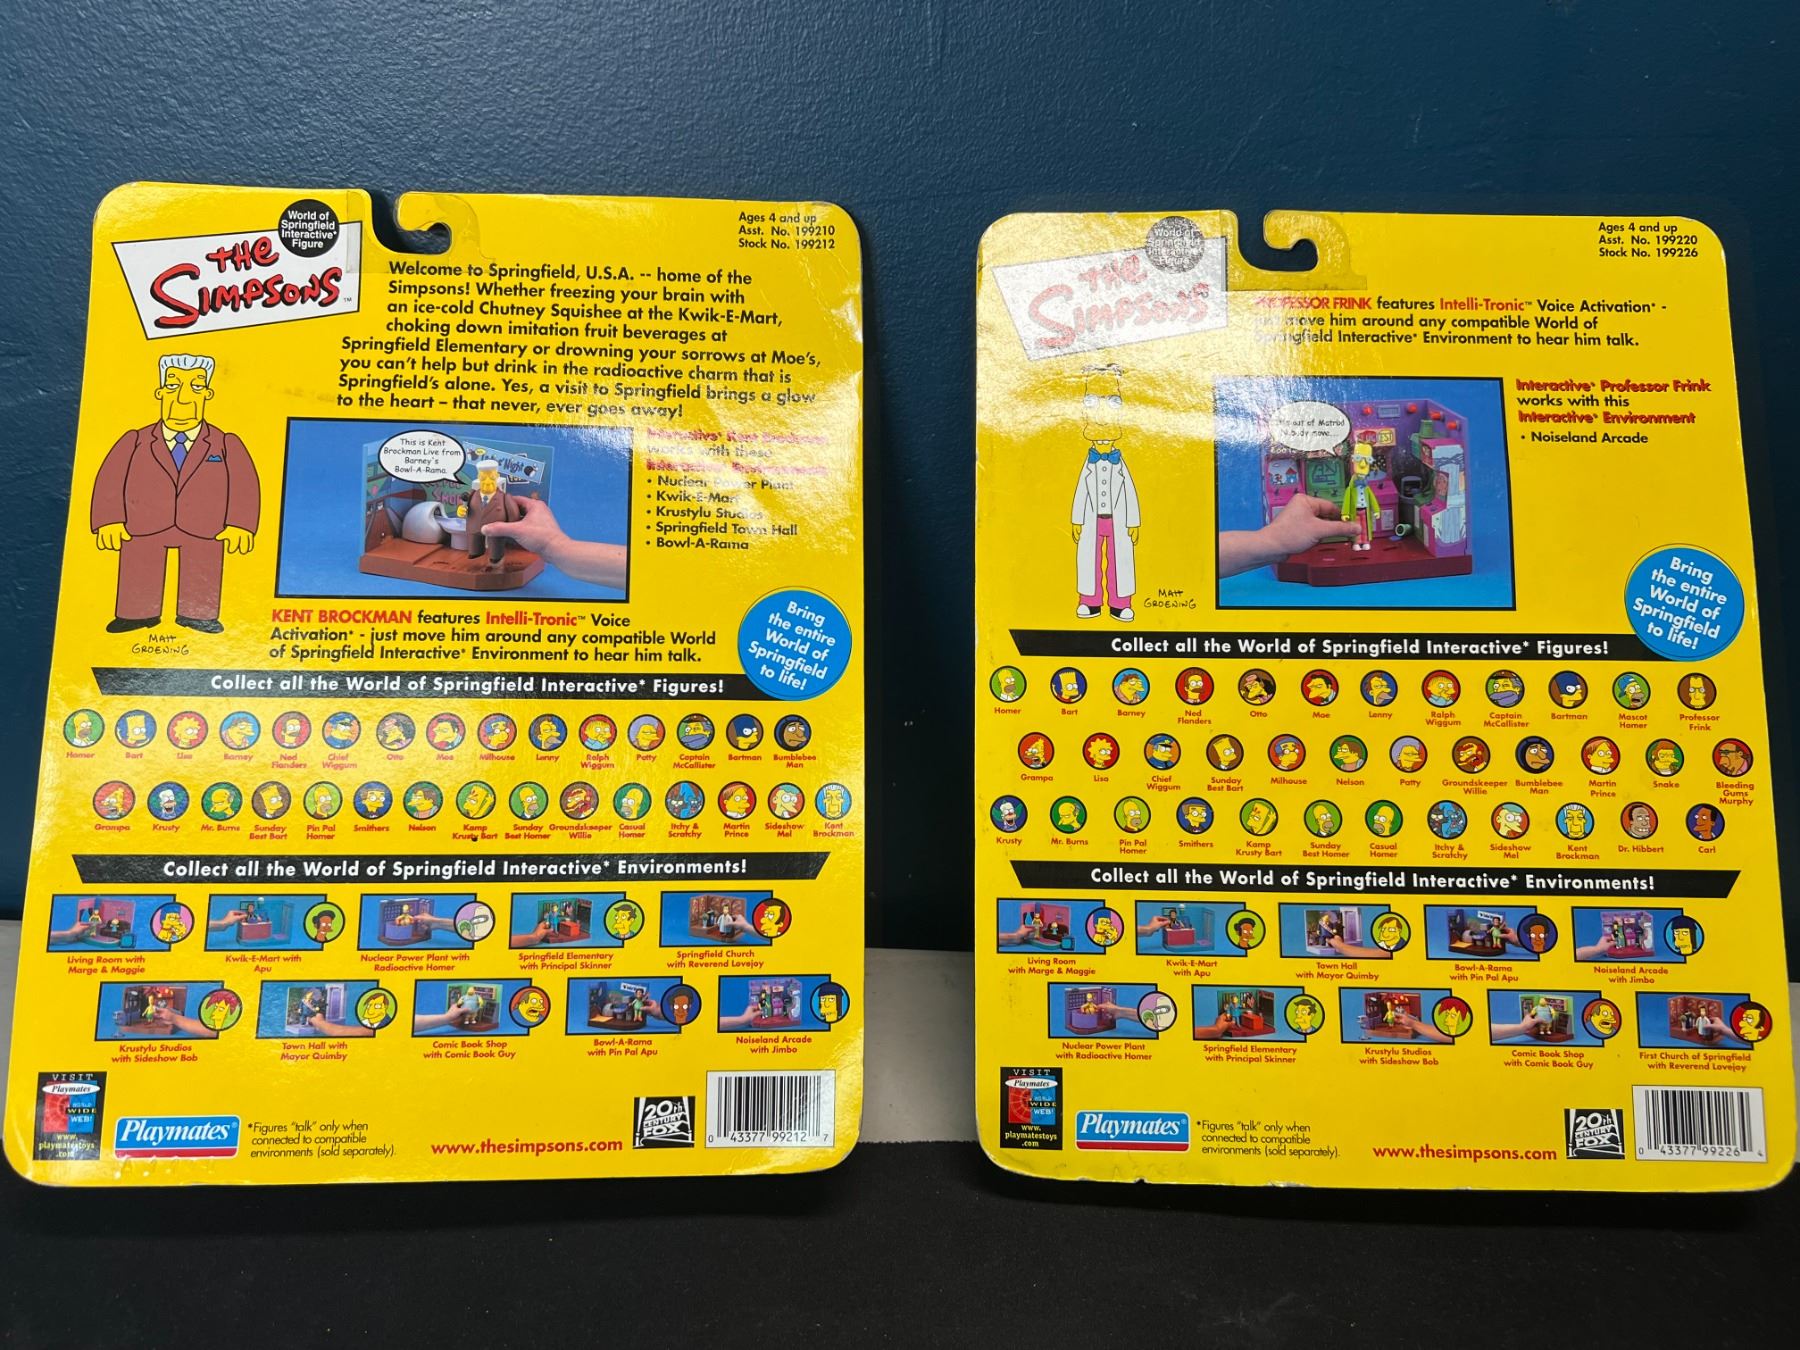 World of
Springfield
Interactive*
Figure
THE
SIMPSONS™
Ages 4 and up
Asst. No. 199210
Stock No. 199212
Welcome to Springfield, U.S.A. -- home of the
Simpsons! Whether freezing your brain with
an ice-cold Chutney Squishee at the Kwik-E-Mart,
choking down imitation fruit beverages at
Springfield Elementary or drowning your sorrows at Moe's,
you can't help but drink in the radioactive charm that is
Springfield's alone. Yes, a visit to Springfield brings a glow
to the heart – that never, ever goes away!
This is Kent
Brockman Live from
Barney's
Bowl-A-Rama.
Interactive* Kent Brockman
works with these
Interactive* Environments
• Nuclear Power Plant
• Kwik-E-Mart
• Krustylu Studios
• Springfield Town Hall
• Bowl-A-Rama
MATT
GROENING
KENT BROCKMAN features Intelli-Tronic™ Voice
Activation* - just move him around any compatible World
of Springfield Interactive* Environment to hear him talk.
Bring
the entire
World of
Springfield
to life!
Collect all the World of Springfield Interactive* Figures!
Homer Bart Lisa Barney Ned Flanders Chief Wiggum Otto Moe Milhouse Lenny Ralph Wiggum Patty Captain McCallister Bartman Bumblebee Man
Grampa Krusty Mr. Burns Sunday Best Bart Pin Pal Homer Smithers Nelson Kamp Krusty Bart Sunday Best Homer Groundskeeper Willie Casual Homer Itchy & Scratchy Martin Prince Sideshow Mel Kent Brockman
Collect all the World of Springfield Interactive* Environments!
Living Room with Marge & Maggie Kwik-E-Mart with Apu Nuclear Power Plant with Radioactive Homer Springfield Elementary with Principal Skinner Springfield Church with Reverend Lovejoy
Krustylu Studios with Sideshow Bob Town Hall with Mayor Quimby Comic Book Shop with Comic Book Guy Bowl-A-Rama with Pin Pal Apu Noiseland Arcade with Jimbo
VISIT
Playmates
WORLD
WIDE
WEB!
www.
playmatestoys
.com
Playmates®
*Figures "talk" only when
connected to compatible
environments (sold separately).
www.thesimpsons.com
20th
CENTURY
FOX
0 43377 99212 7
World of
Springfield
Interactive*
Figure
THE
SIMPSONS
Ages 4 and up
Asst. No. 199220
Stock No. 199226
PROFESSOR FRINK features Intelli-Tronic™ Voice Activation* -
just move him around any compatible World of
Springfield Interactive* Environment to hear him talk.
Interactive* Professor Frink
works with this
Interactive* Environment
• Noiseland Arcade
out of Matrod
MATT
GROENING
Bring
the entire
World of
Springfield
to life!
Collect all the World of Springfield Interactive* Figures!
Homer Bart Barney Ned Flanders Otto Moe Lenny Ralph Wiggum Captain McCallister Bartman Mascot Homer Professor Frink
Grampa Lisa Chief Wiggum Sunday Best Bart Milhouse Nelson Patty Groundskeeper Willie Bumblebee Man Martin Prince Snake Bleeding Gums Murphy
Krusty Mr. Burns Pin Pal Homer Smithers Kamp Krusty Bart Sunday Best Homer Casual Homer Itchy & Scratchy Sideshow Mel Kent Brockman Dr. Hibbert Carl
Collect all the World of Springfield Interactive* Environments!
Living Room with Marge & Maggie Kwik-E-Mart with Apu Town Hall with Mayor Quimby Bowl-A-Rama with Pin Pal Apu Noiseland Arcade with Jimbo
Nuclear Power Plant with Radioactive Homer Springfield Elementary with Principal Skinner Krustylu Studios with Sideshow Bob Comic Book Shop with Comic Book Guy First Church of Springfield with Reverend Lovejoy
VISIT
Playmates
WORLD
WIDE
WEB!
www.
playmatestoys
.com
Playmates®
*Figures "talk" only when
connected to compatible
environments (sold separately).
www.thesimpsons.com
20th
CENTURY
FOX
0 43377 99226 4